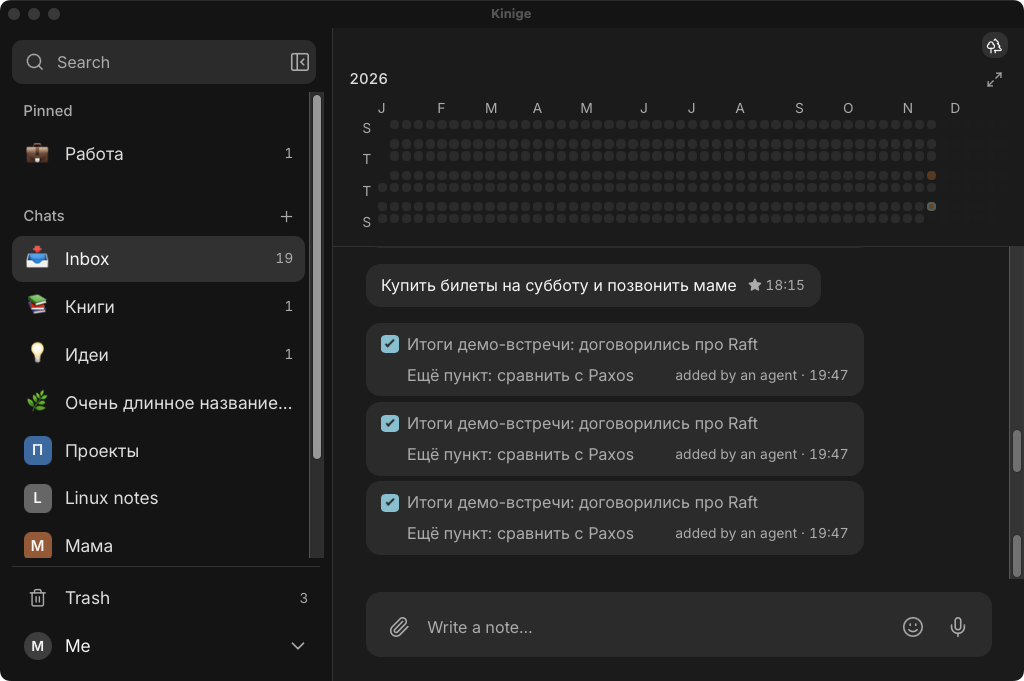 Kinige
Search
Pinned
Работа 1
Chats
Inbox 19
Книги 1
Идеи 1
Очень длинное название...
П Проекты
L Linux notes
М Мама
Trash 3
M Me
2026
J F M A M J J A S O N D
S
T
T
S
Купить билеты на субботу и позвонить маме 18:15
Итоги демо-встречи: договорились про Raft
Ещё пункт: сравнить с Paxos added by an agent · 19:47
Итоги демо-встречи: договорились про Raft
Ещё пункт: сравнить с Paxos added by an agent · 19:47
Итоги демо-встречи: договорились про Raft
Ещё пункт: сравнить с Paxos added by an agent · 19:47
Write a note...